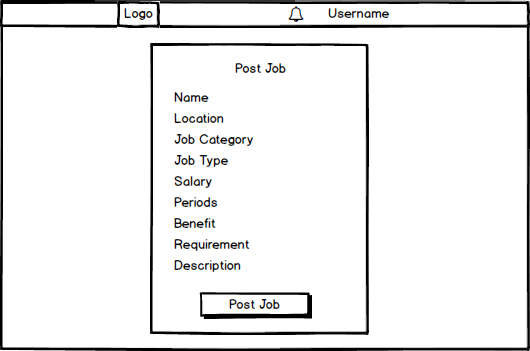 Logo
Username
Post Job
Name
Location
Job Category
Job Type
Salary
Periods
Benefit
Requirement
Description
Post Job